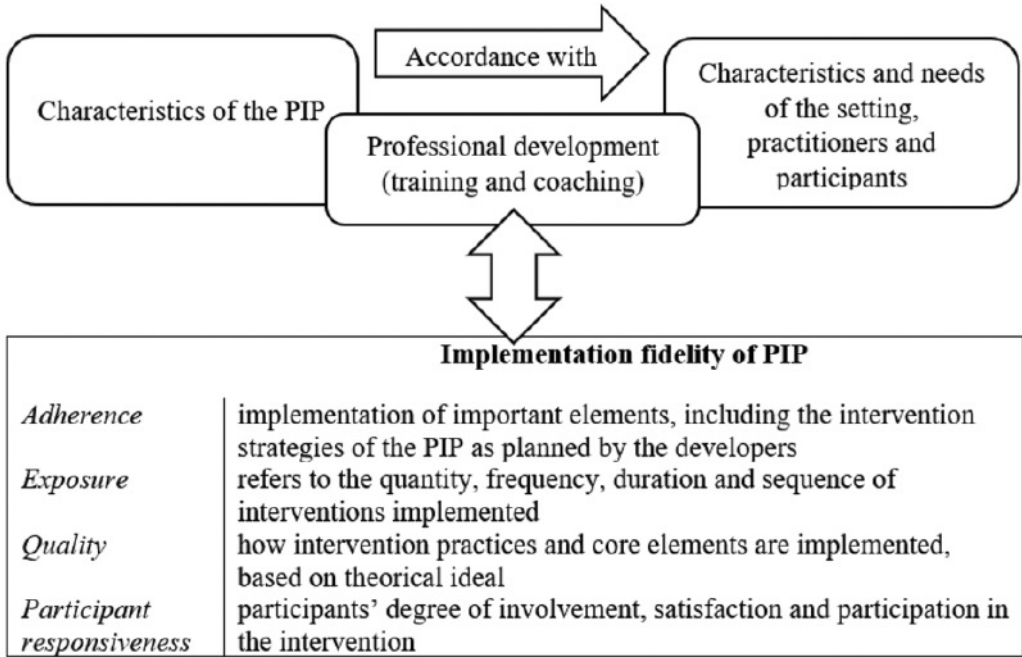 Accordance with
Characteristics of the PIP
Characteristics and needs
of the setting,
practitioners and
participants
Professional development
(training and coaching)
Implementation fidelity of PIP
Adherence implementation of important elements, including the intervention
strategies of the PIP as planned by the developers
Exposure refers to the quantity, frequency, duration and sequence of
interventions implemented
Quality how intervention practices and core elements are implemented,
based on theorical ideal
Participant participants’ degree of involvement, satisfaction and participation in
responsiveness the intervention